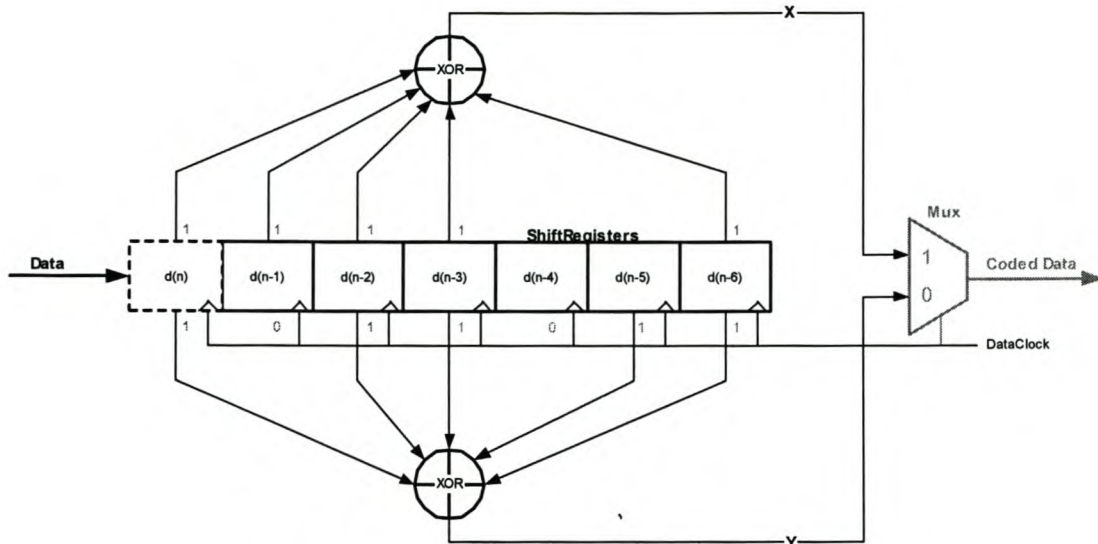 X
XOR
Mux
1 1 1 1 ShiftRegisters 1
Data d(n) d(n-1) d(n-2) d(n-3) d(n-4) d(n-5) d(n-6)
1 Coded Data
0
1 0 1 1 0 1 1
DataClock
XOR
Y